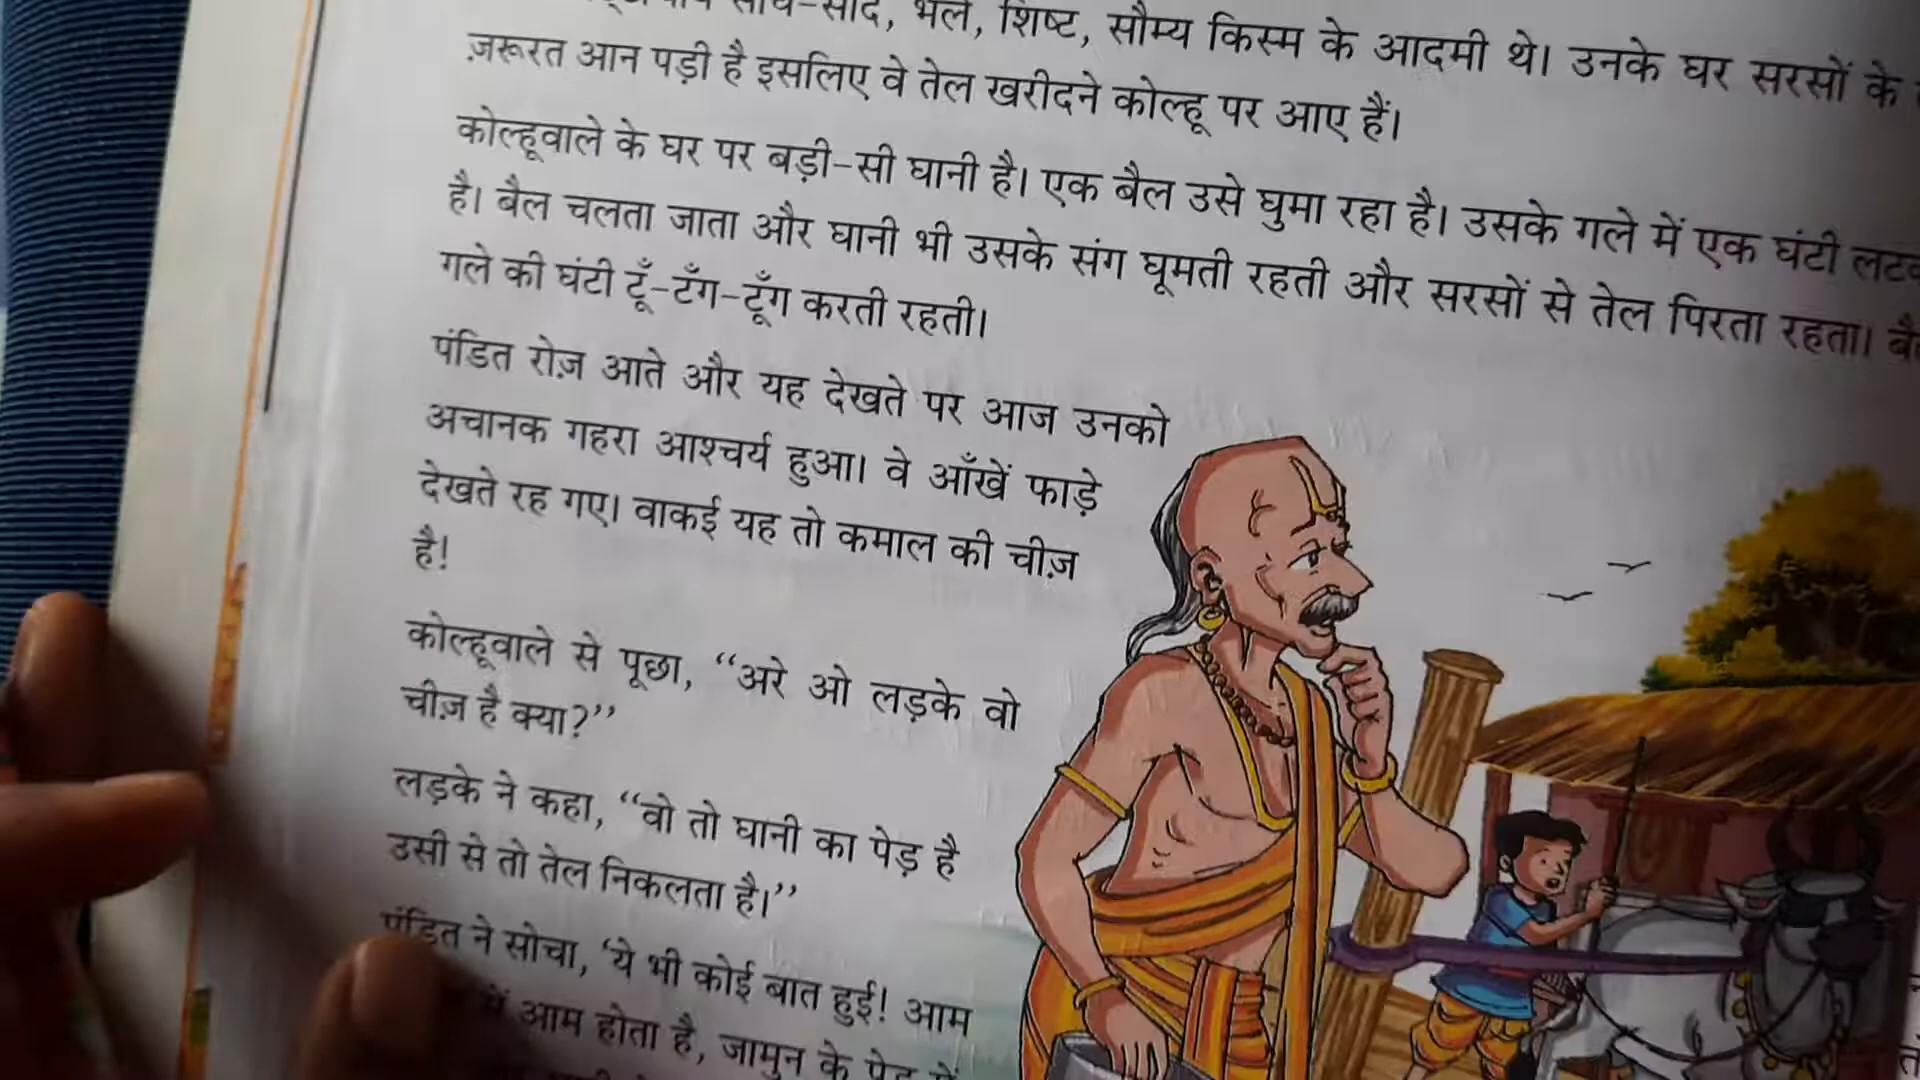 सीधे-सादे, भले, शिष्ट, सौम्य किस्म के आदमी थे। उनके घर सरसों के
ज़रूरत आन पड़ी है इसलिए वे तेल खरीदने कोल्हू पर आए हैं।
कोल्हूवाले के घर पर बड़ी-सी घानी है। एक बैल उसे घुमा रहा है। उसके गले में एक घंटी
है। बैल चलता जाता और घानी भी उसके संग घूमती रहती और सरसों से तेल पिरता रहता।
गले की घंटी टूँ-टँग-टूँग करती रहती।
पंडित रोज़ आते और यह देखते पर आज उनको
अचानक गहरा आश्चर्य हुआ। वे आँखें फाड़े
देखते रह गए। वाकई यह तो कमाल की चीज़
है!
कोल्हूवाले से पूछा, “अरे ओ लड़के वो
चीज़ है क्या?”
लड़के ने कहा, “वो तो घानी का पेड़ है
उसी से तो तेल निकलता है।”
पंडित ने सोचा, ‘ये भी कोई बात हुई! आम
में आम होता है, जामुन के पेड़ में